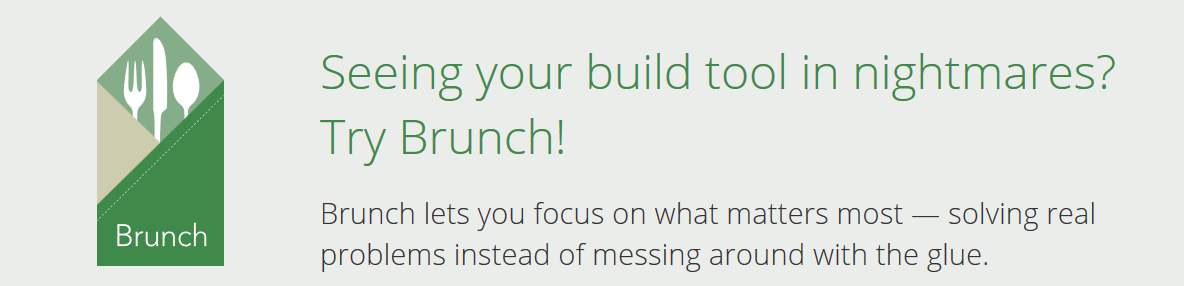 Seeing your build tool in nightmares?
Try Brunch!
Brunch lets you focus on what matters most — solving real
problems instead of messing around with the glue.
Brunch